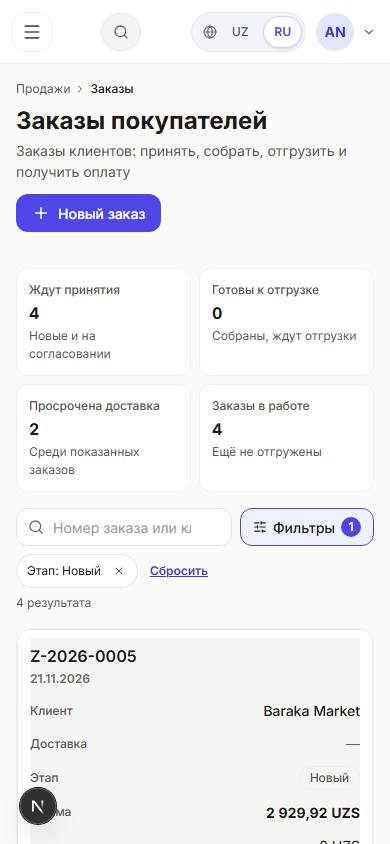 UZ RU AN
Продажи > Заказы
Заказы покупателей
Заказы клиентов: принять, собрать, отгрузить и
получить оплату
+ Новый заказ
Ждут принятия
4
Новые и на
согласовании
Готовы к отгрузке
0
Собраны, ждут отгрузки
Просрочена доставка
2
Среди показанных
заказов
Заказы в работе
4
Ещё не отгружены
Номер заказа или
Фильтры 1
Этап: Новый ×
Сбросить
4 результата
Z-2026-0005
21.11.2026
Клиент Baraka Market
Доставка —
Этап Новый
N ма 2 929,92 UZS